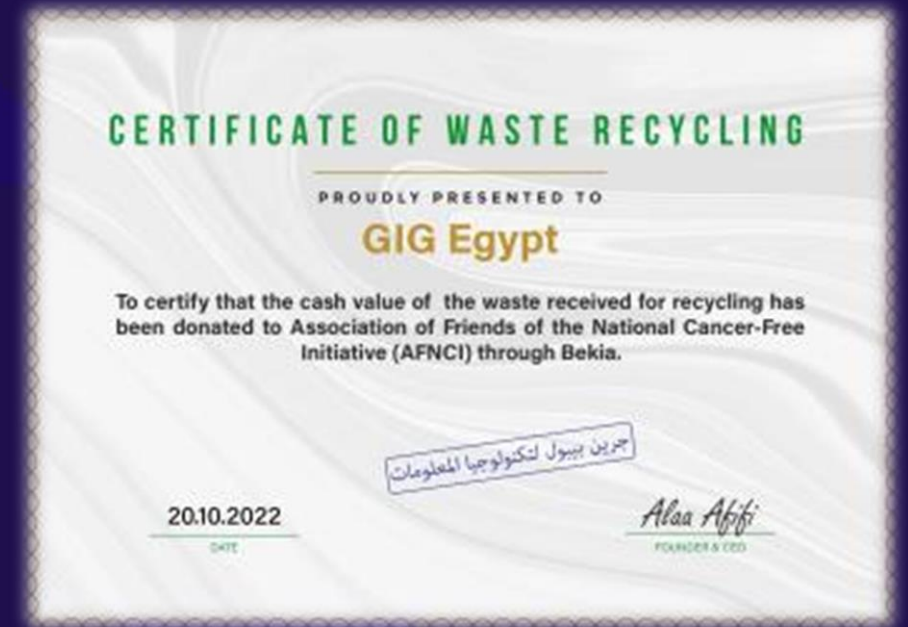 CERTIFICATE OF WASTE RECYCLING
PROUDLY PRESENTED TO
GIG Egypt
To certify that the cash value of the waste received for recycling has
been donated to Association of Friends of the National Cancer-Free
Initiative (AFNCI) through Bekia.
جرين بيبول لتكنولوجيا المعلومات
20.10.2022
Alaa Afifi
DATE
FOUNDER & CEO